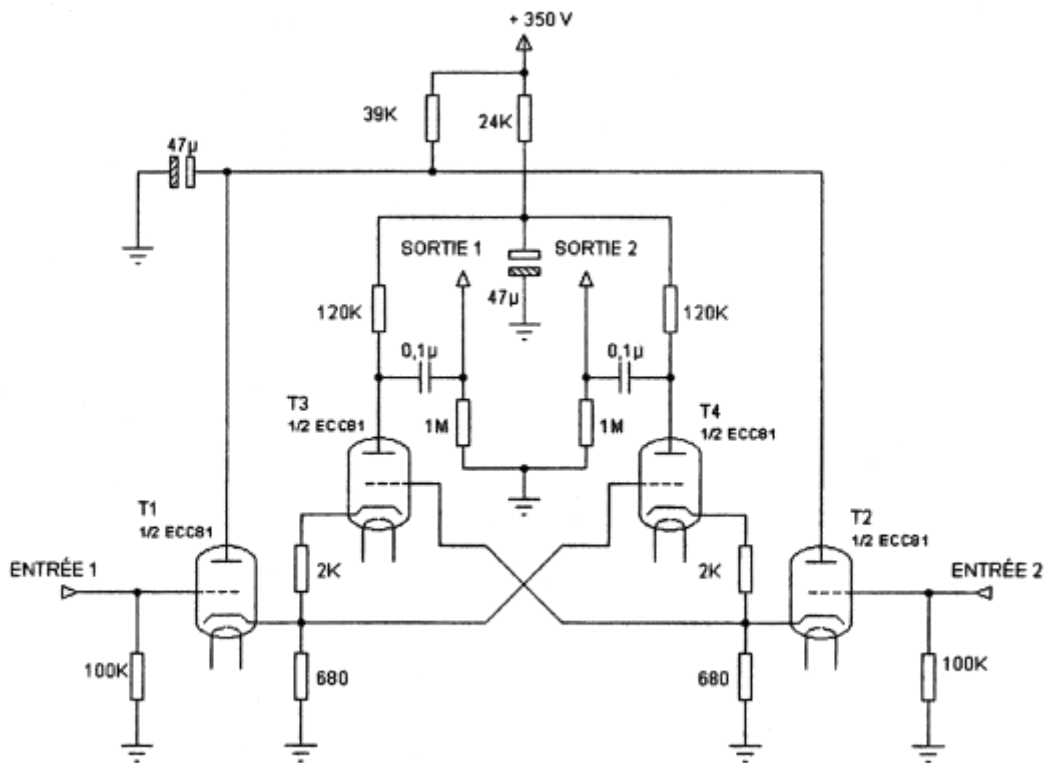 + 350 V
39K
24K
47µ
SORTIE 1
SORTIE 2
47µ
120K
120K
0,1µ
0,1µ
T3
1/2 ECC81
1M
1M
T4
1/2 ECC81
T1
1/2 ECC81
T2
1/2 ECC81
ENTRÉE 1
2K
2K
ENTRÉE 2
100K
680
680
100K